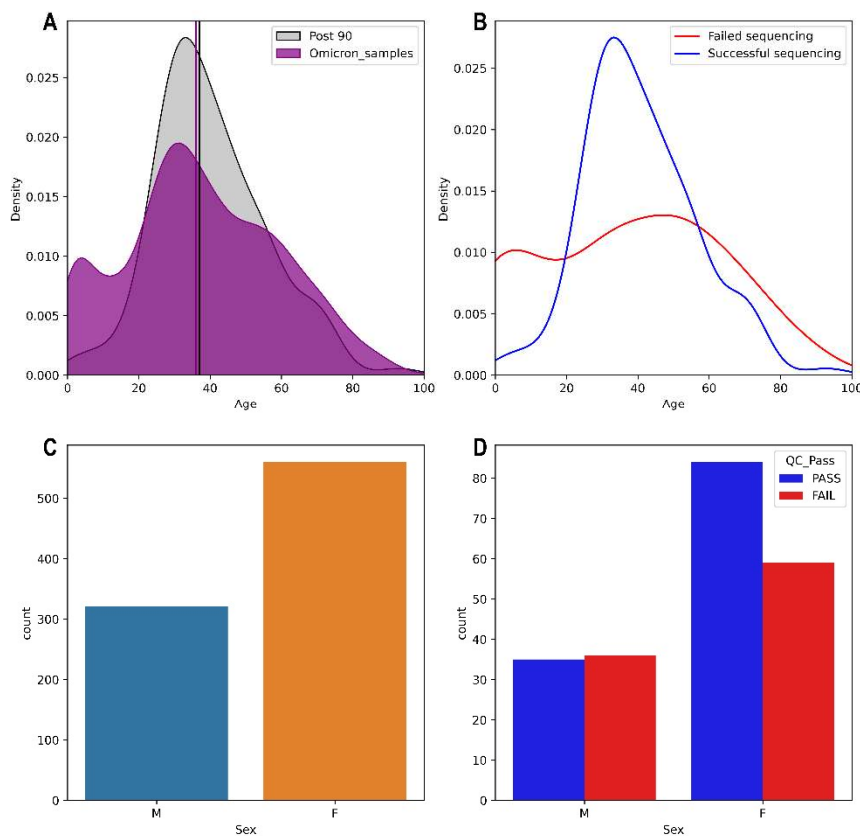 A
Post 90
Omicron_samples
0.025
0.020
0.015
0.010
0.005
0.000
Density
0 20 40 60 80 100
Age
B
Failed sequencing
Successful sequencing
0.025
0.020
0.015
0.010
0.005
0.000
Density
0 20 40 60 80 100
Age
C
500
400
300
200
100
0
count
M F
Sex
D
QC_Pass
PASS
FAIL
80
70
60
50
40
30
20
10
0
count
M F
Sex